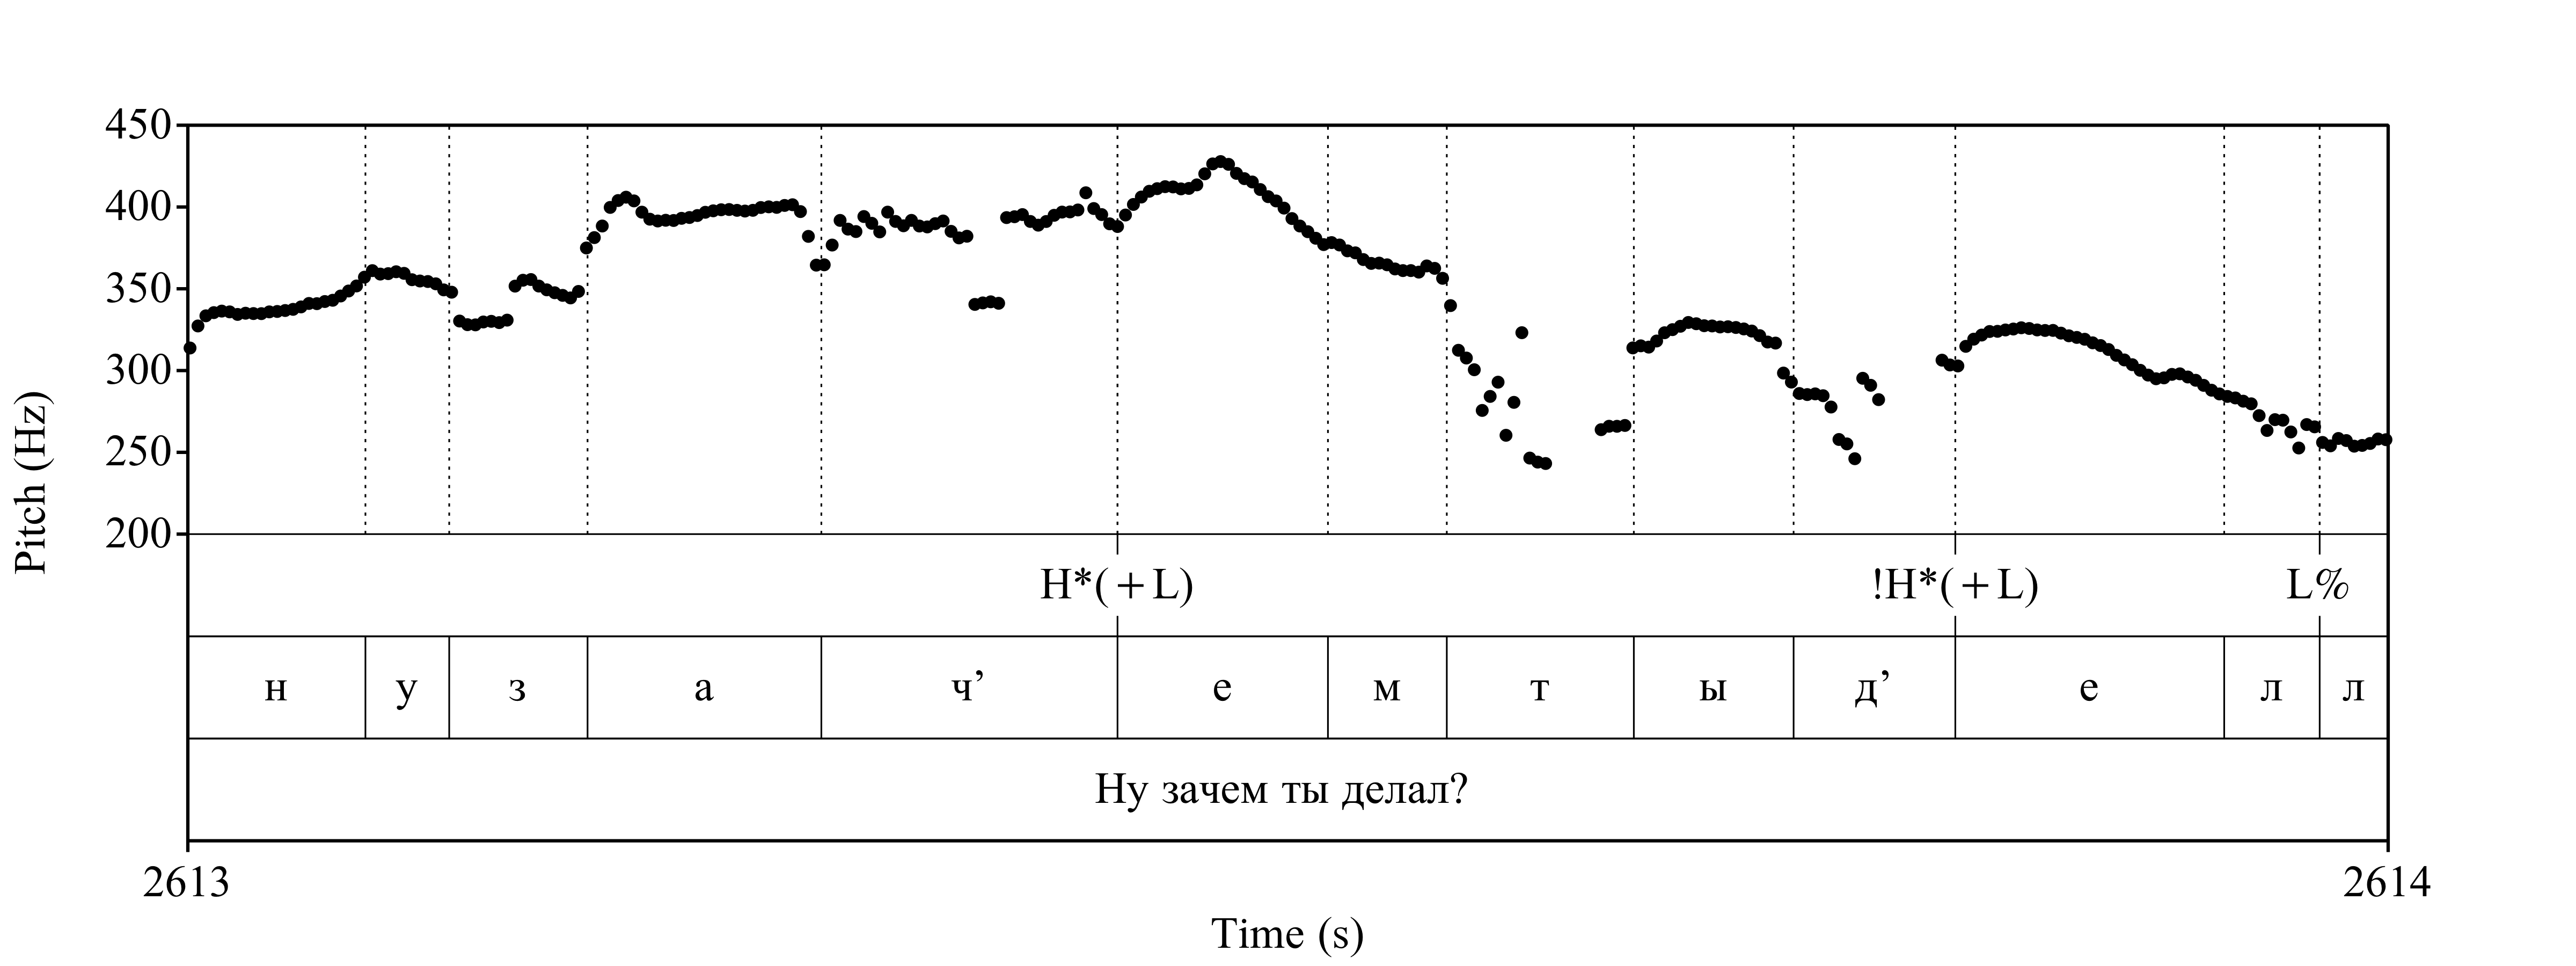 450
400
350
300
250
200
Pitch (Hz)
H*(+L) !H*(+L) L%
н у з а ч’ е м т ы д’ е л л
Ну зачем ты делал?
2613 2614
Time (s)